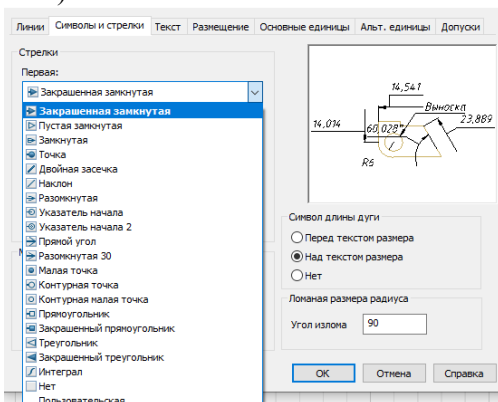 Линии Символы и стрелки Текст Размещение Основные единицы Альт. единицы Допуски
Стрелки
Первая:
Закрашенная замкнутая
Закрашенная замкнутая
Пустая замкнутая
Замкнутая
Точка
Двойная засечка
Наклон
Разомкнутая
Указатель начала
Указатель начала 2
Прямой угол
Разомкнутая 30
Малая точка
Контурная точка
Контурная малая точка
Прямоугольник
Закрашенный прямоугольник
Треугольник
Закрашенный треугольник
Интеграл
Нет
Пользовательская
14,541
Выноска
14,014
60,028°
23,889
R5
Символ длины дуги
Перед текстом размера
Над текстом размера
Нет
Ломаная размера радиуса
Угол излома 90
OK Отмена Справка